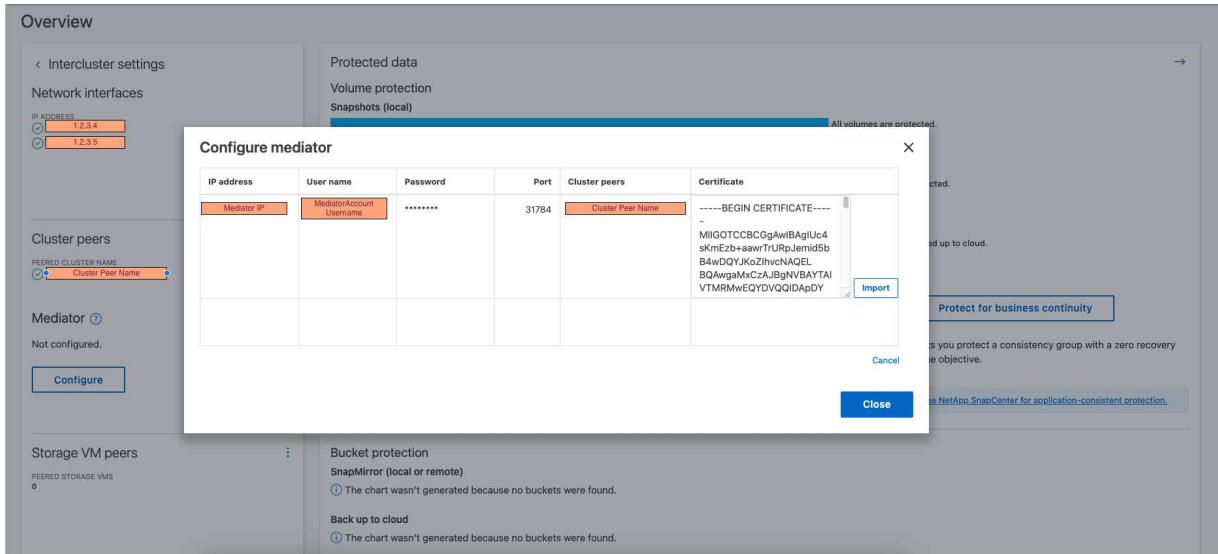 Overview
Intercluster settings
Network interfaces
IP ADDRESS
1.2.3.4
1.2.3.5
Cluster peers
PEERED CLUSTER NAME
Cluster Peer Name
Mediator
Not configured.
Configure
Storage VM peers
PEERED STORAGE VMS
0
Protected data
Volume protection
Snapshots (local)
All volumes are protected.
Configure mediator
IP address User name Password Port Cluster peers Certificate
Mediator IP
MediatorAccount
Username
********
31784
Cluster Peer Name
-----BEGIN CERTIFICATE----
-
MIIGOTCCBCGgAwIBAgIUc4
sKmEzb+aawrTrURpJemid5b
B4wDQYJKoZIhvcNAQEL
BQAwgaMxCzAJBgNVBAYTAl
VTMRMwEQYDVQQIDApDY
Import
Cancel
Close
cted.
ed up to cloud.
Protect for business continuity
s you protect a consistency group with a zero recovery
e objective.
e NetApp SnapCenter for application-consistent protection.
Bucket protection
SnapMirror (local or remote)
The chart wasn't generated because no buckets were found.
Back up to cloud
The chart wasn't generated because no buckets were found.